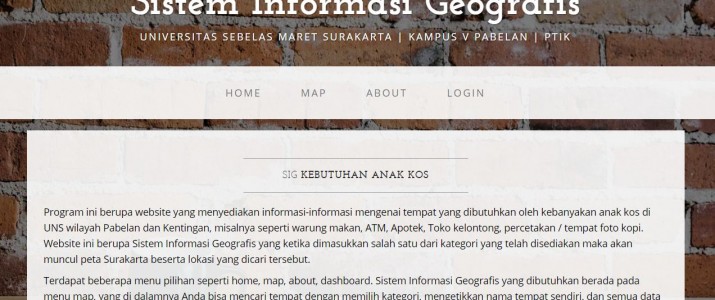 Sistem Informasi Geografis
UNIVERSITAS SEBELAS MARET SURAKARTA | KAMPUS V PABELAN | PTIK
HOME MAP ABOUT LOGIN
SIG KEBUTUHAN ANAK KOS
Program ini berupa website yang menyediakan informasi-informasi mengenai tempat yang dibutuhkan oleh kebanyakan anak kos di
UNS wilayah Pabelan dan Kentingan, misalnya seperti warung makan, ATM, Apotek, Toko kelontong, percetakan / tempat foto kopi.
Website ini berupa Sistem Informasi Geografis yang ketika dimasukkan salah satu dari kategori yang telah disediakan maka akan
muncul peta Surakarta beserta lokasi yang dicari tersebut.
Terdapat beberapa menu pilihan seperti home, map, about, dashboard. Sistem Informasi Geografis yang dibutuhkan berada pada
menu map, yang di dalamnya Anda bisa mencari tempat dengan memilih kategori, mengetikkan nama tempat sendiri, dan semua data